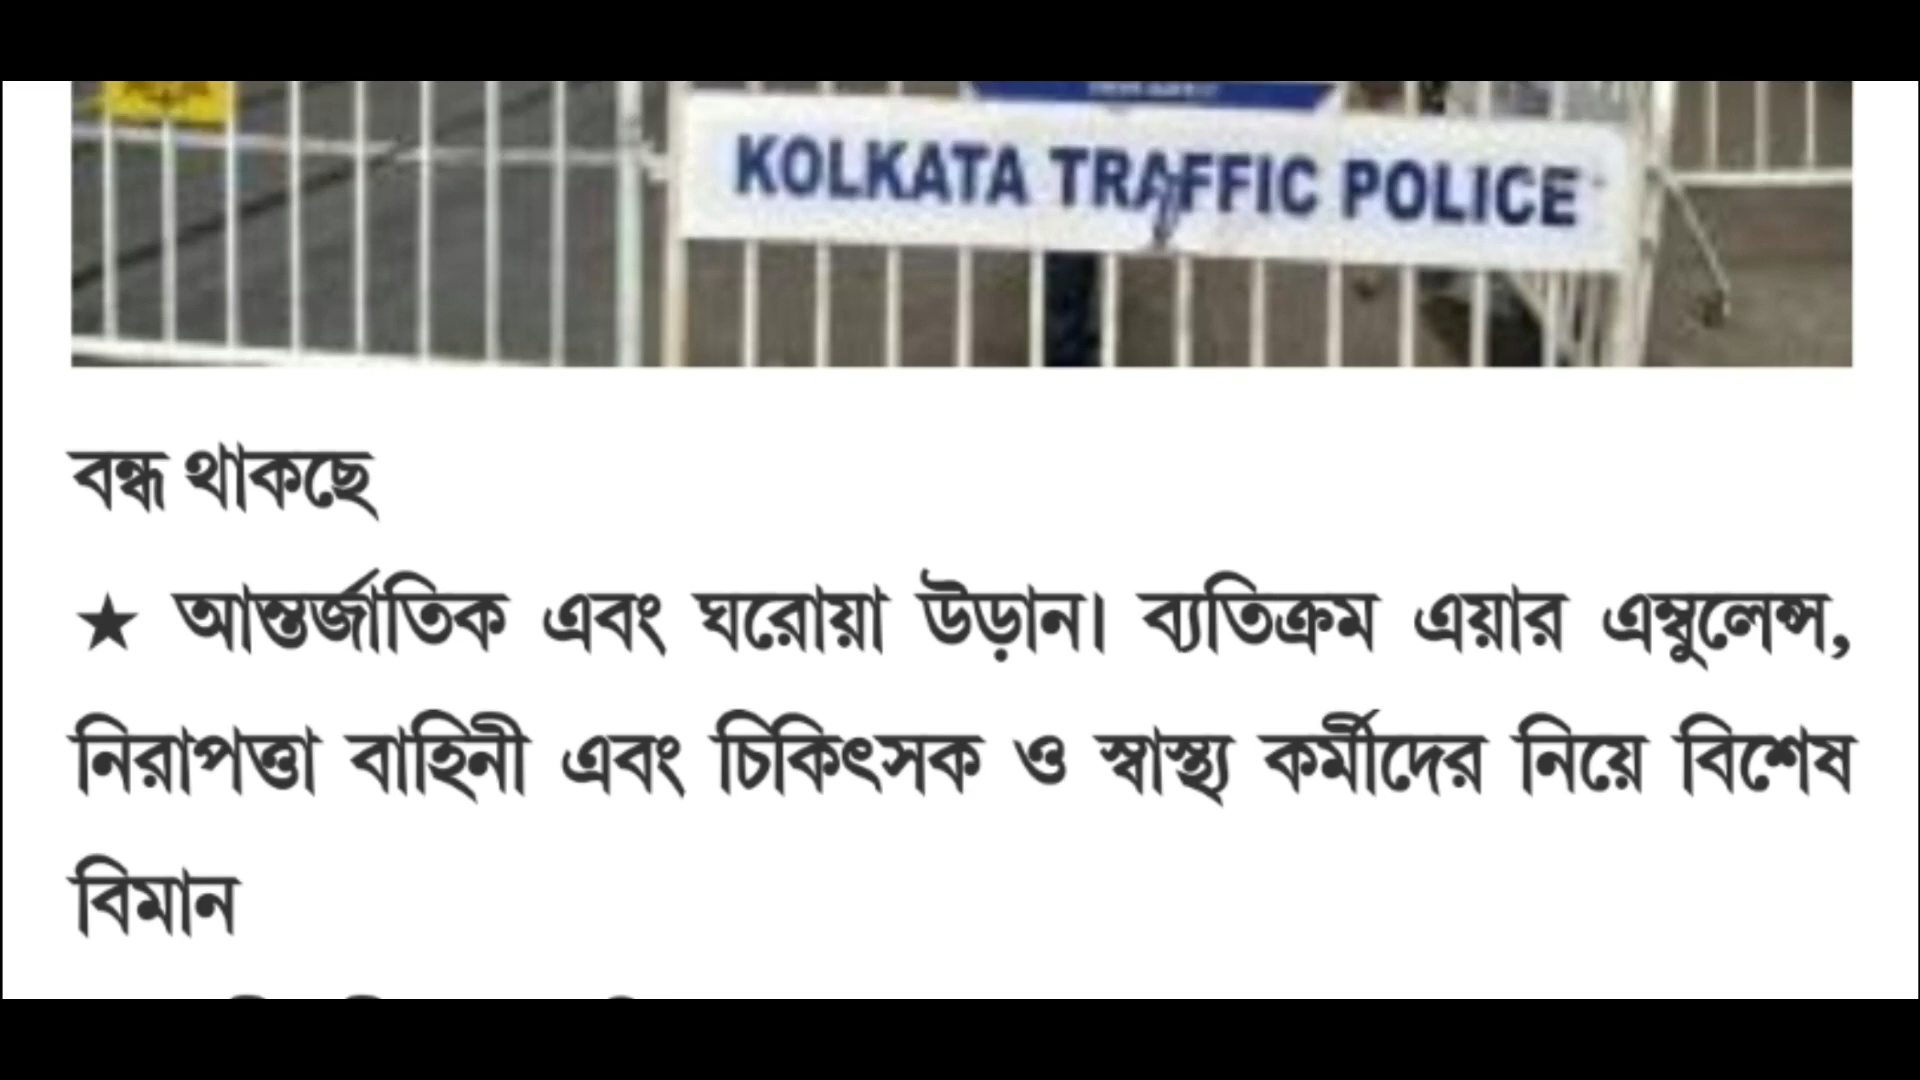 KOLKATA TRAFFIC POLICE
বন্ধ থাকছে
★ আন্তর্জাতিক এবং ঘরোয়া উড়ান। ব্যতিক্রম এয়ার এম্বুলেন্স,
নিরাপত্তা বাহিনী এবং চিকিৎসক ও স্বাস্থ্য কর্মীদের নিয়ে বিশেষ
বিমান